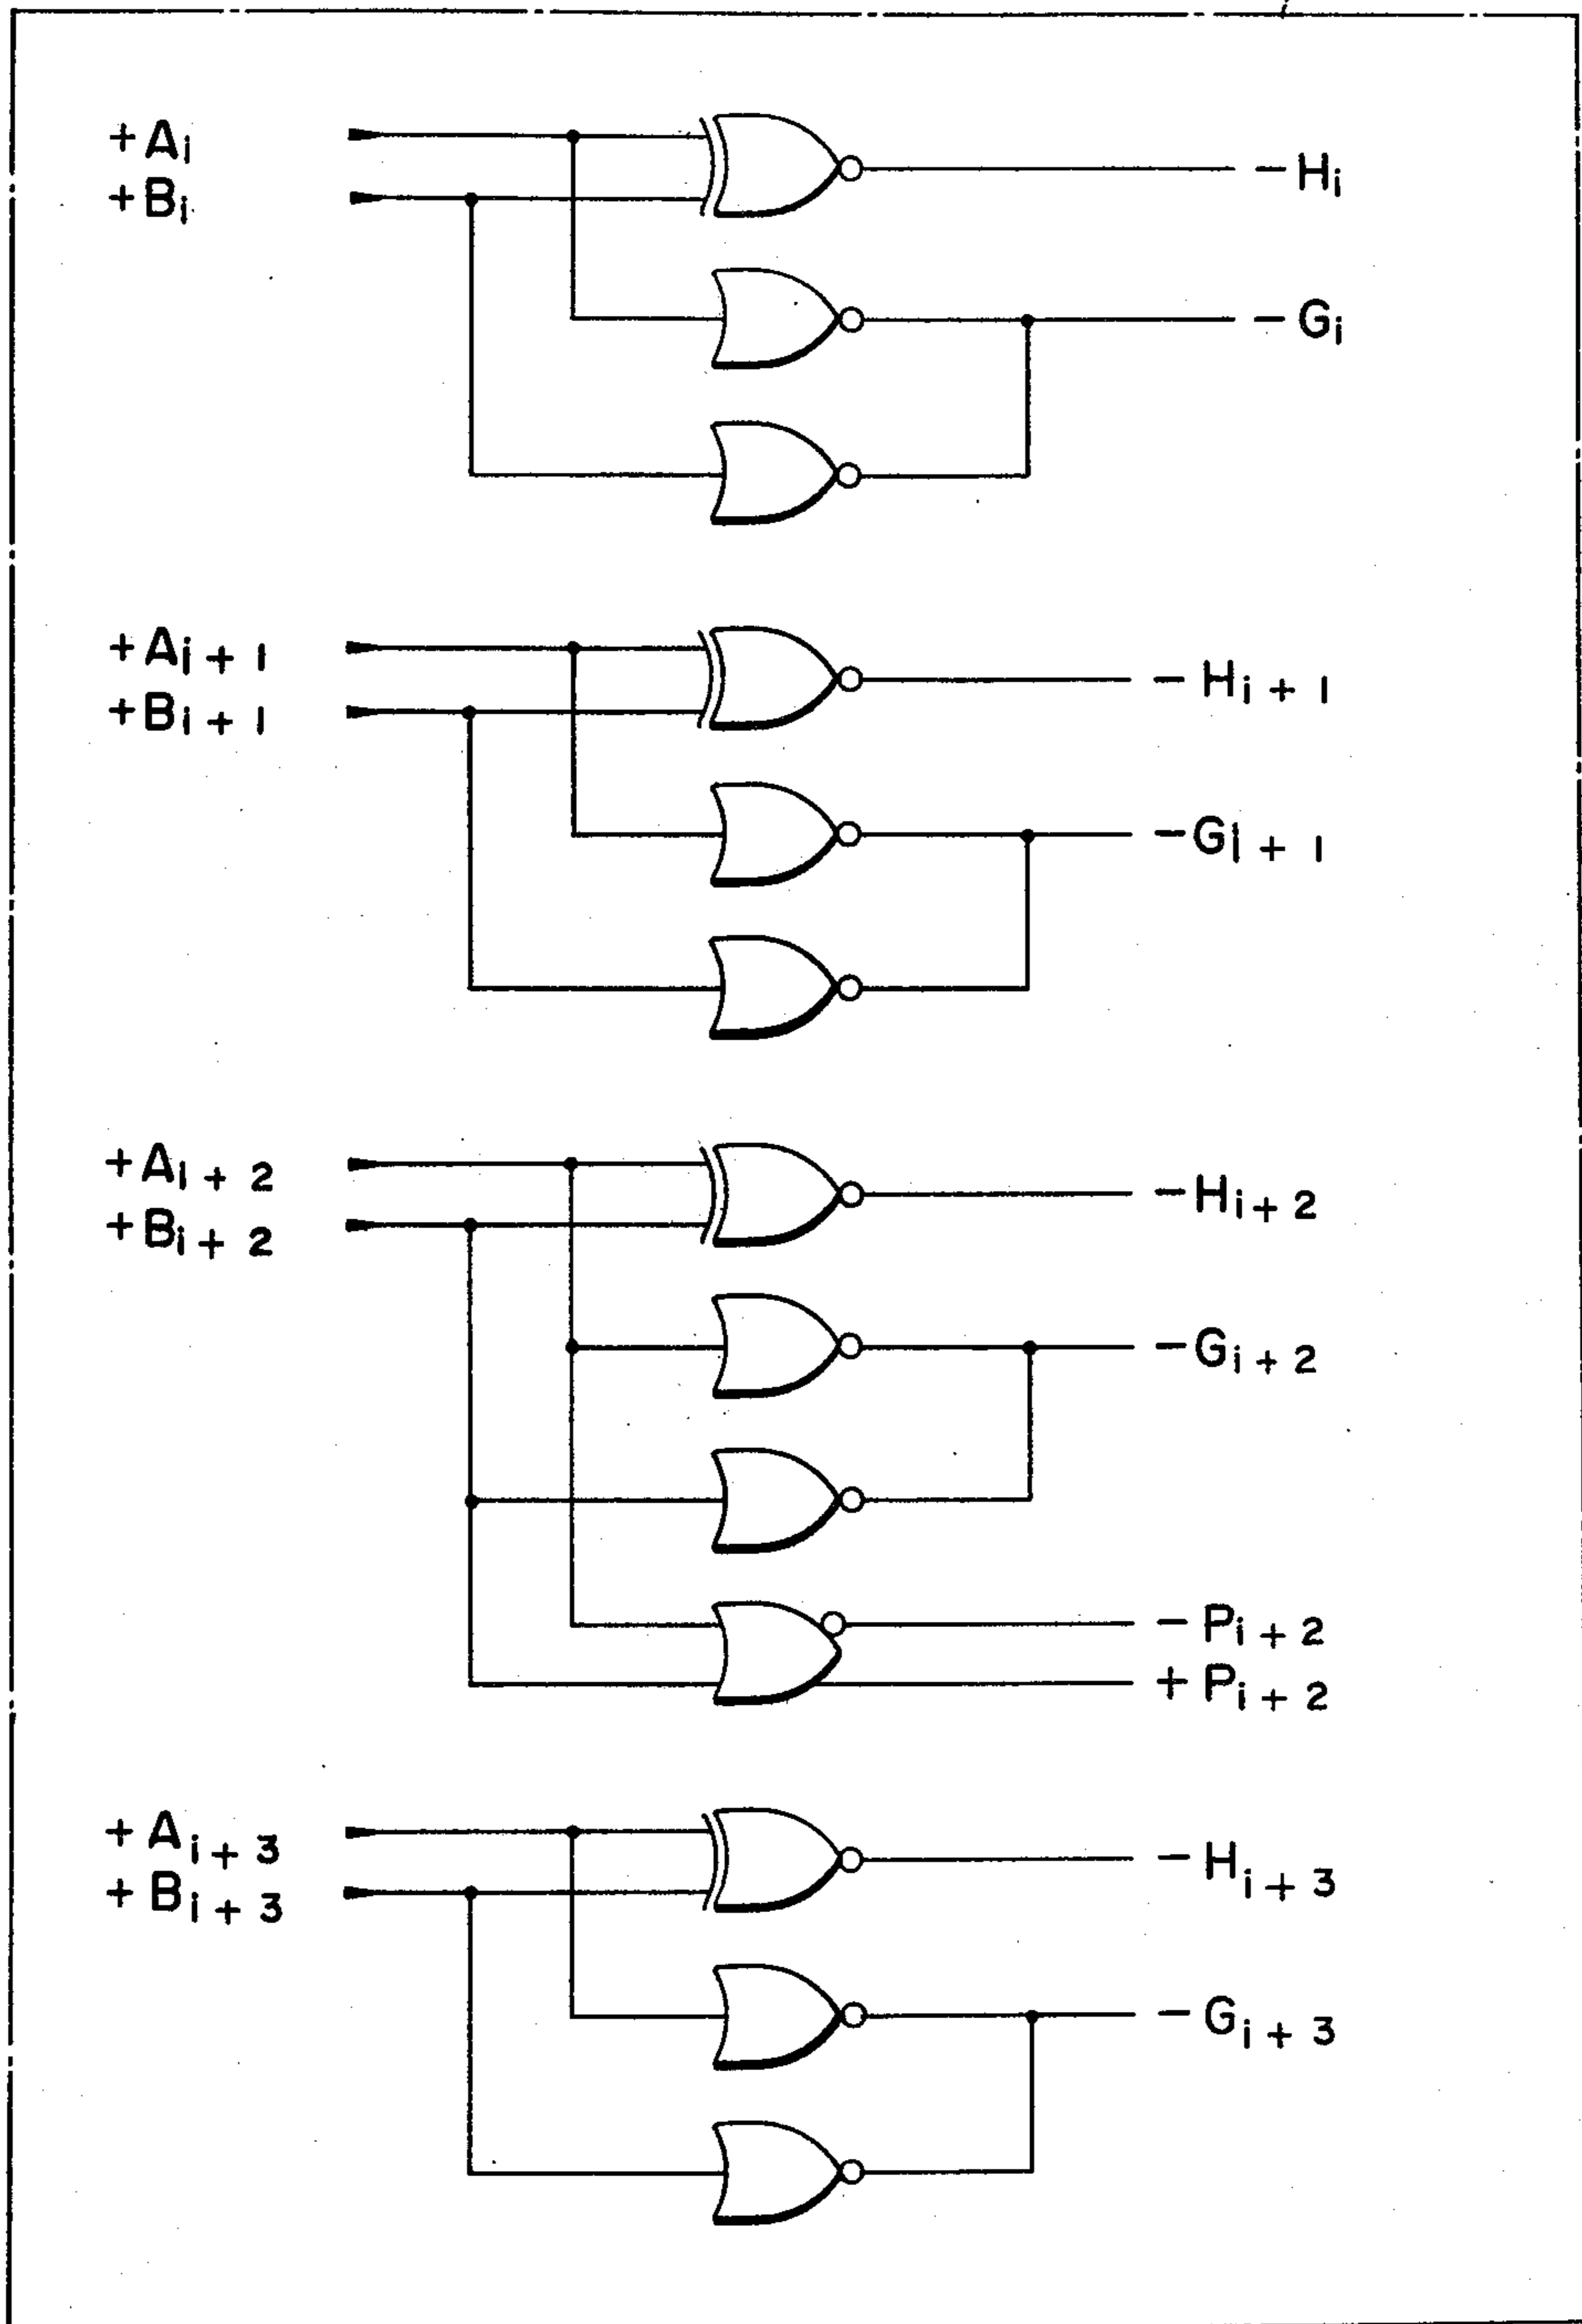 +Ai
+Bi
-Hi
-Gi
+Ai+1
+Bi+1
-Hi+1
-Gi+1
+Ai+2
+Bi+2
-Hi+2
-Gi+2
-Pi+2
+Pi+2
+Ai+3
+Bi+3
-Hi+3
-Gi+3